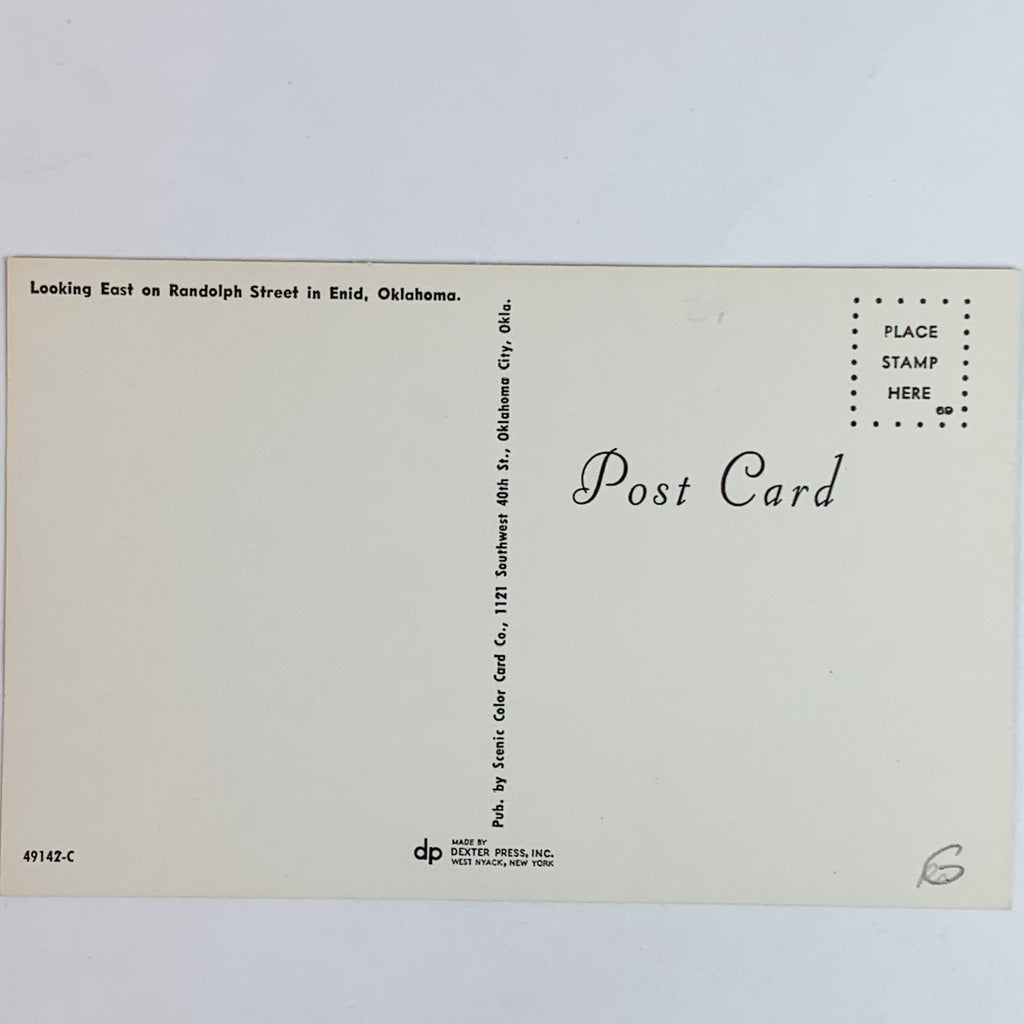 Looking East on Randolph Street in Enid, Oklahoma.
Pub. by Scenic Color Card Co., 1121 Southwest 40th St., Oklahoma City, Okla.
PLACE
STAMP
HERE
69
Post Card
49142-C
dp
MADE BY
DEXTER PRESS, INC.
WEST NYACK, NEW YORK